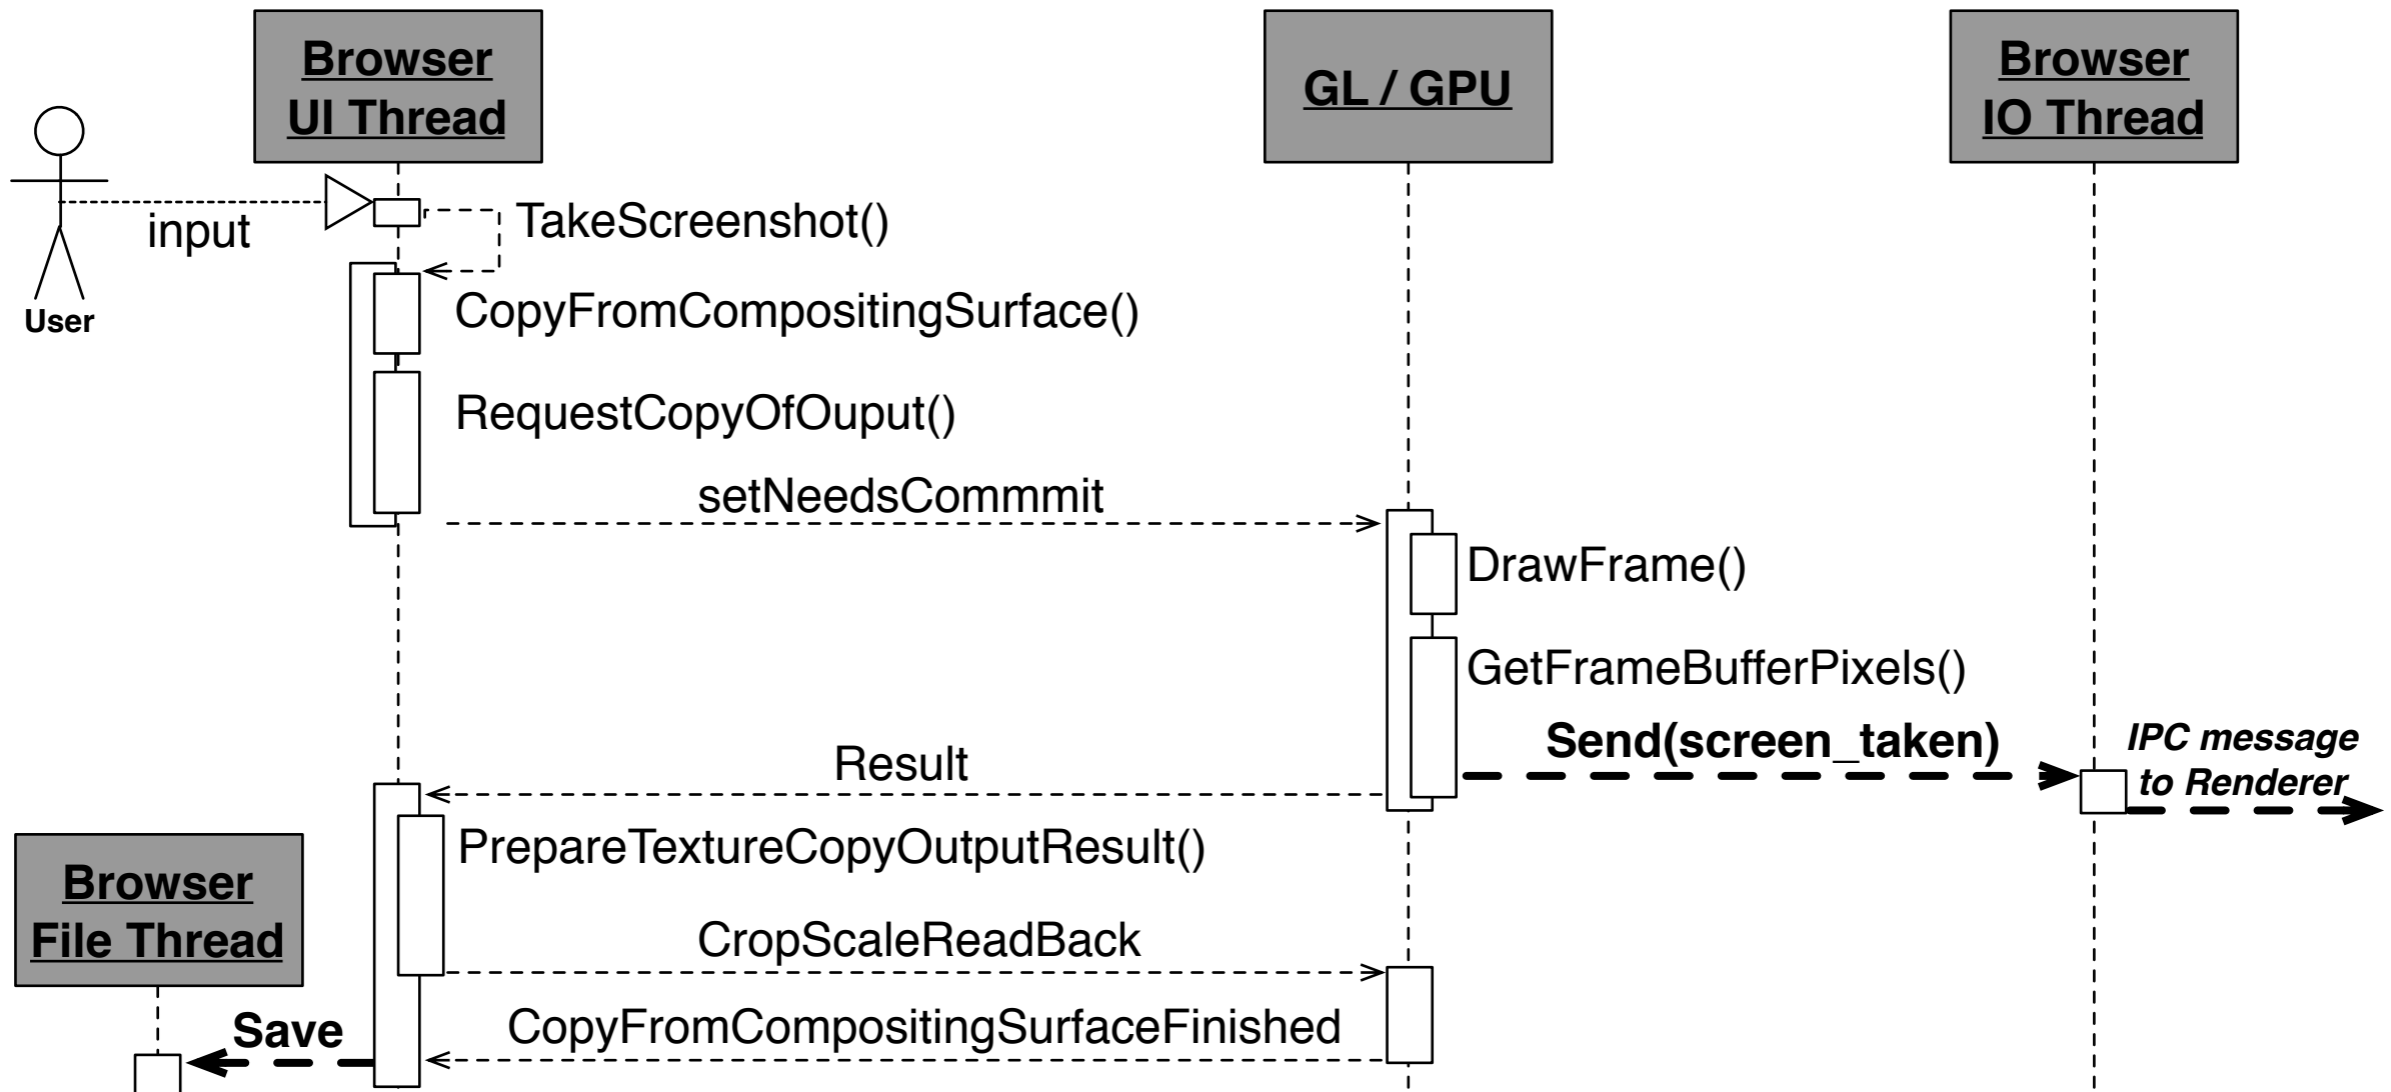 Browser
UI Thread
GL / GPU
Browser
IO Thread
input
User
TakeScreenshot()
CopyFromCompositingSurface()
RequestCopyOfOuput()
setNeedsCommmit
DrawFrame()
GetFrameBufferPixels()
Send(screen_taken)
IPC message
to Renderer
Result
PrepareTextureCopyOutputResult()
Browser
File Thread
CropScaleReadBack
CopyFromCompositingSurfaceFinished
Save